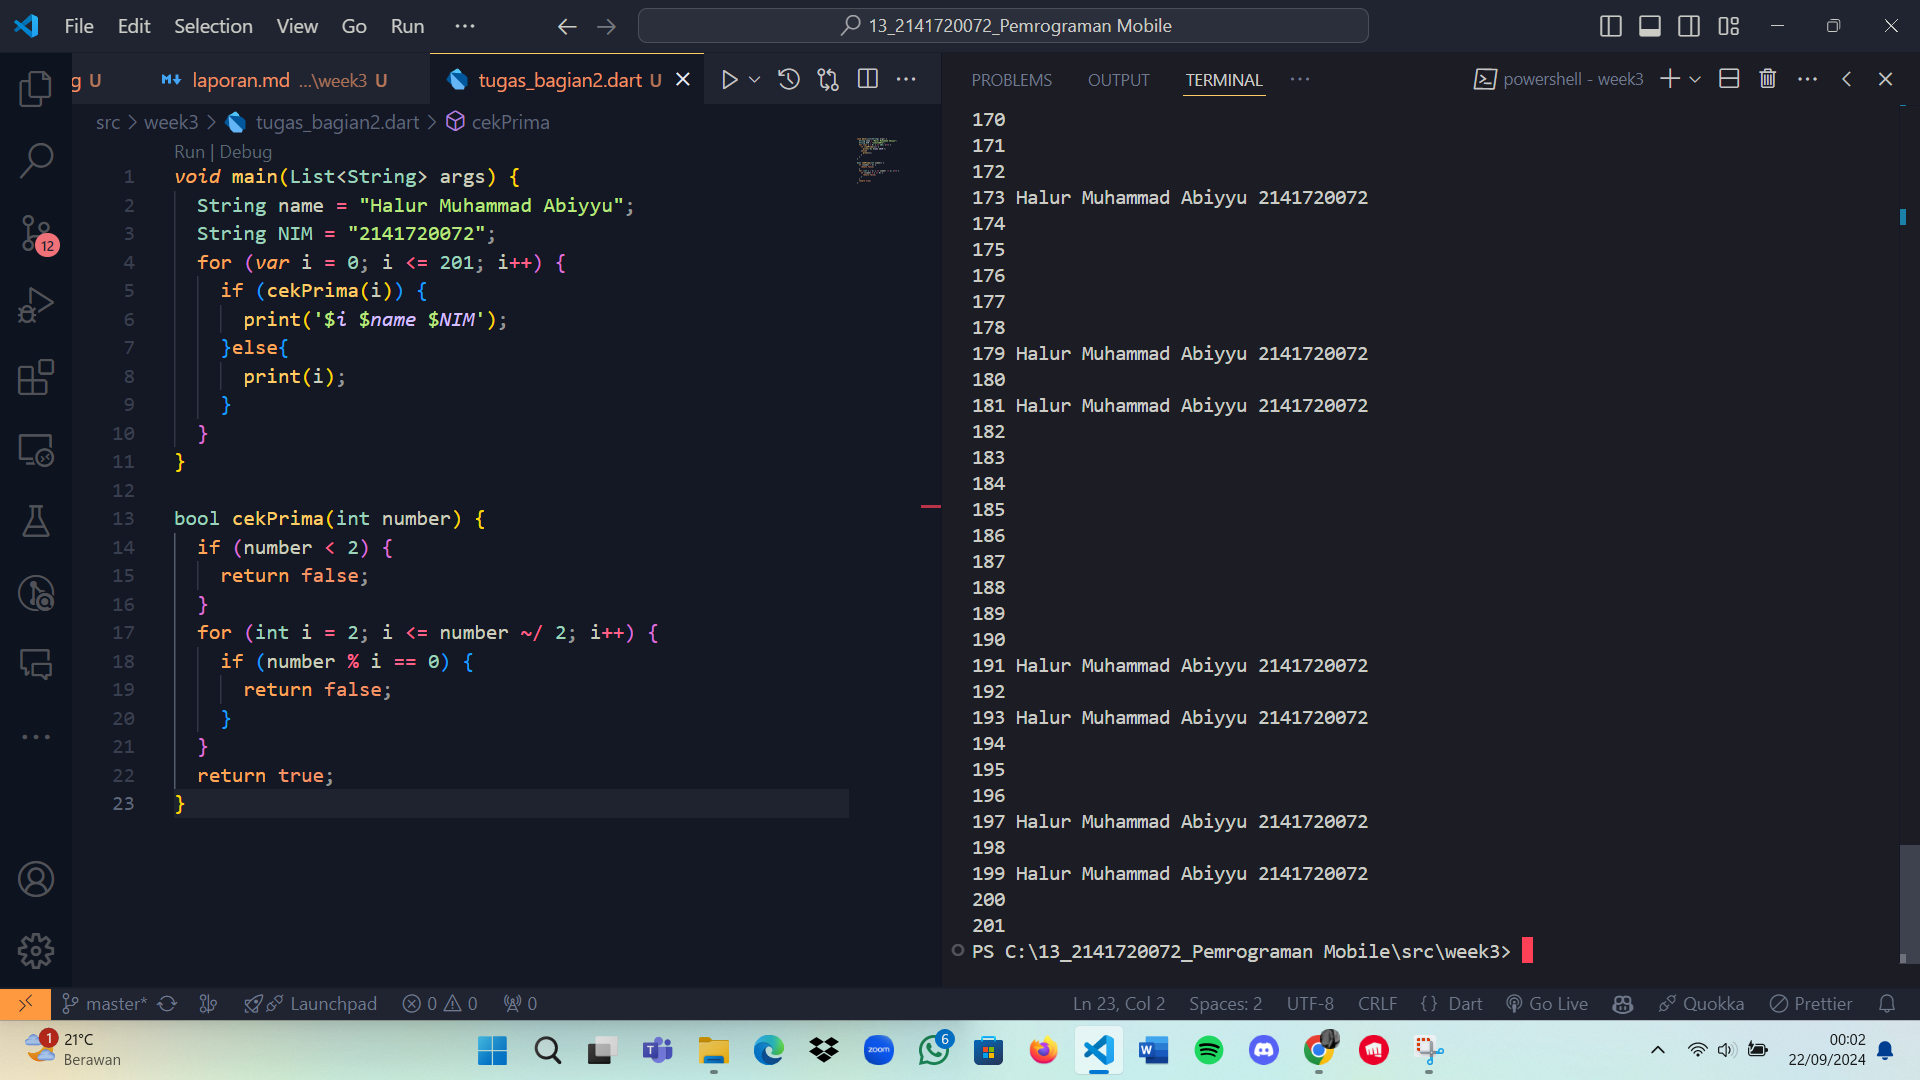 File Edit Selection View Go Run ··· 13_2141720072_Pemrograman Mobile
g U laporan.md ...\week3 U tugas_bagian2.dart U
src > week3 > tugas_bagian2.dart > cekPrima
Run | Debug
1 void main(List<String> args) {
2 String name = "Halur Muhammad Abiyyu";
3 String NIM = "2141720072";
4 for (var i = 0; i <= 201; i++) {
5 if (cekPrima(i)) {
6 print('$i $name $NIM');
7 }else{
8 print(i);
9 }
10 }
11 }
12
13 bool cekPrima(int number) {
14 if (number < 2) {
15 return false;
16 }
17 for (int i = 2; i <= number ~/ 2; i++) {
18 if (number % i == 0) {
19 return false;
20 }
21 }
22 return true;
23 }
12
PROBLEMS OUTPUT TERMINAL ··· powershell - week3
170
171
172
173 Halur Muhammad Abiyyu 2141720072
174
175
176
177
178
179 Halur Muhammad Abiyyu 2141720072
180
181 Halur Muhammad Abiyyu 2141720072
182
183
184
185
186
187
188
189
190
191 Halur Muhammad Abiyyu 2141720072
192
193 Halur Muhammad Abiyyu 2141720072
194
195
196
197 Halur Muhammad Abiyyu 2141720072
198
199 Halur Muhammad Abiyyu 2141720072
200
201
PS C:\13_2141720072_Pemrograman Mobile\src\week3>
master* Launchpad 0 0 0 Ln 23, Col 2 Spaces: 2 UTF-8 CRLF {} Dart Go Live Quokka Prettier
1 21°C
Berawan
zoom 6 W
00:02
22/09/2024